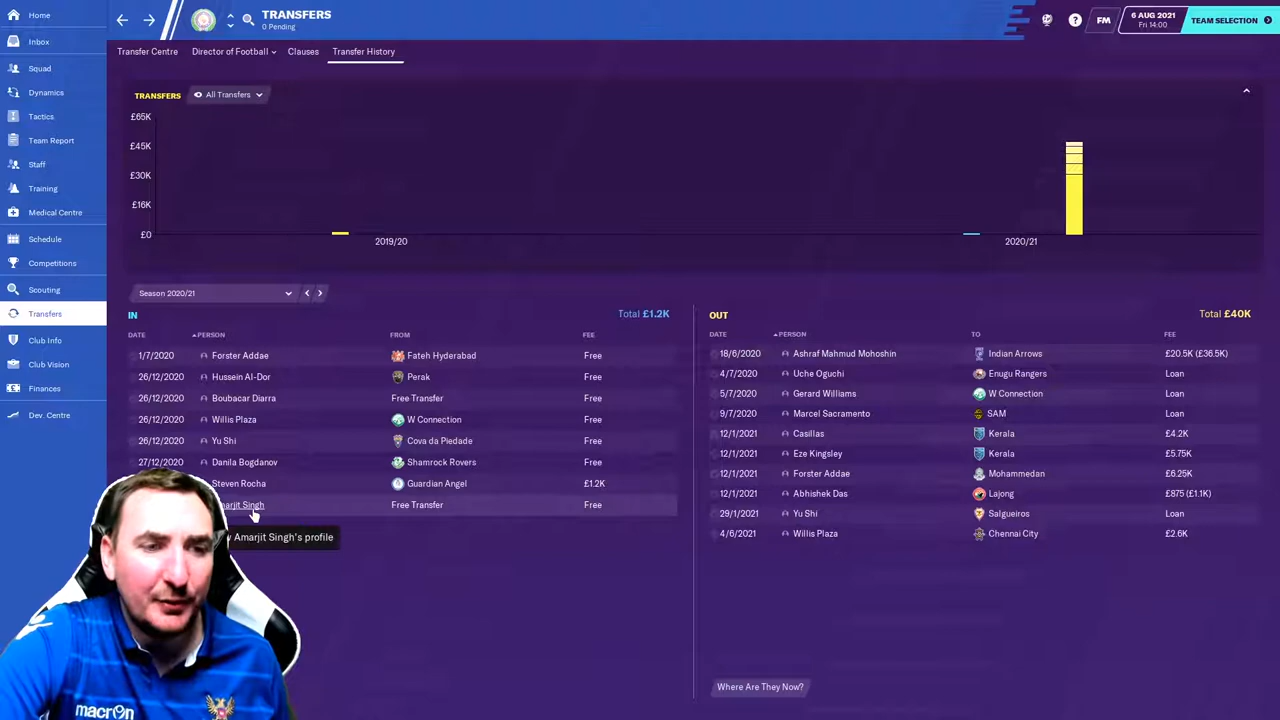 Home
Inbox
Squad
Dynamics
Tactics
Team Report
Staff
Training
Medical Centre
Schedule
Competitions
Scouting
Transfers
Club Info
Club Vision
Finances
Dev. Centre
TRANSFERS
0 Pending
FM
6 AUG 2021
Fri 14:00
TEAM SELECTION
Transfer Centre Director of Football Clauses Transfer History
TRANSFERS All Transfers
£65K
£45K
£30K
£16K
£0
2019/20 2020/21
Season 2020/21
IN Total £1.2K
DATE PERSON FROM FEE
1/7/2020 Forster Addae Fateh Hyderabad Free
26/12/2020 Hussein Al-Dor Perak Free
26/12/2020 Boubacar Diarra Free Transfer Free
26/12/2020 Willis Plaza W Connection Free
26/12/2020 Yu Shi Cova da Piedade Free
27/12/2020 Danila Bogdanov Shamrock Rovers Free
Steven Rocha Guardian Angel £1.2K
Singh Free Transfer Free
Amarjit Singh's profile
OUT Total £40K
DATE PERSON TO FEE
18/6/2020 Ashraf Mahmud Mohoshin Indian Arrows £20.5K (£36.5K)
4/7/2020 Uche Oguchi Enugu Rangers Loan
5/7/2020 Gerard Williams W Connection Loan
9/7/2020 Marcel Sacramento SAM Loan
12/1/2021 Casillas Kerala £4.2K
12/1/2021 Eze Kingsley Kerala £5.75K
12/1/2021 Forster Addae Mohammedan £6.25K
12/1/2021 Abhishek Das Lajong £875 (£1.1K)
29/1/2021 Yu Shi Salgueiros Loan
4/6/2021 Willis Plaza Chennai City £2.6K
Where Are They Now?
macron